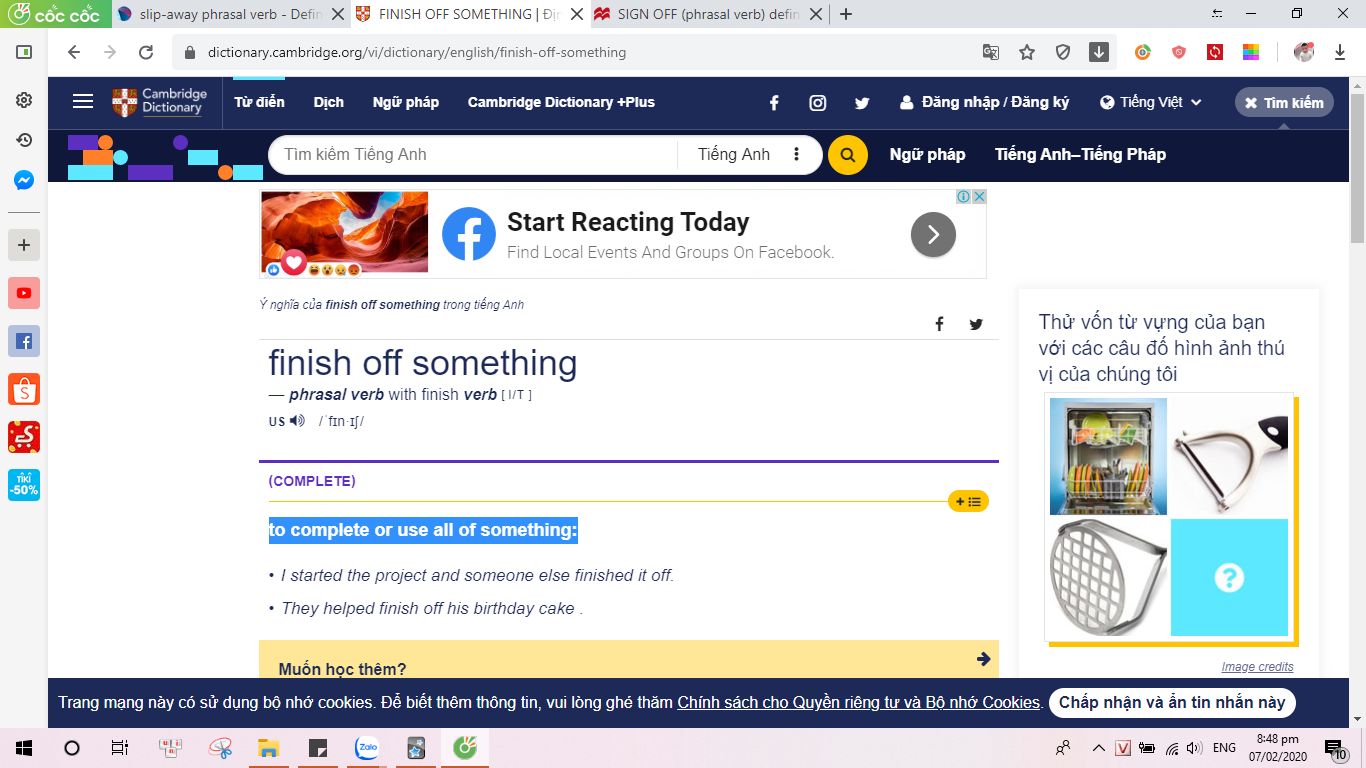 cốc cốc
slip-away phrasal verb - Defin
FINISH OFF SOMETHING | Địn
SIGN OFF (phrasal verb) defin
dictionary.cambridge.org/vi/dictionary/english/finish-off-something
Cambridge Dictionary
Từ điển Dịch Ngữ pháp Cambridge Dictionary +Plus Đăng nhập / Đăng ký Tiếng Việt Tìm kiếm
Tìm kiếm Tiếng Anh Tiếng Anh Ngữ pháp Tiếng Anh–Tiếng Pháp
Start Reacting Today
Find Local Events And Groups On Facebook.
Ý nghĩa của finish off something trong tiếng Anh
finish off something
— phrasal verb with finish verb [ I/T ]
US /ˈfɪn·ɪʃ/
(COMPLETE)
to complete or use all of something:
• I started the project and someone else finished it off.
• They helped finish off his birthday cake .
Muốn học thêm?
Thử vốn từ vựng của bạn
với các câu đố hình ảnh thú
vị của chúng tôi
?
Image credits
TIKI
-50%
Trang mạng này có sử dụng bộ nhớ cookies. Để biết thêm thông tin, vui lòng ghé thăm Chính sách cho Quyền riêng tư và Bộ nhớ Cookies. Chấp nhận và ẩn tin nhắn này
Zalo
V
ENG
8:48 pm
07/02/2020
10